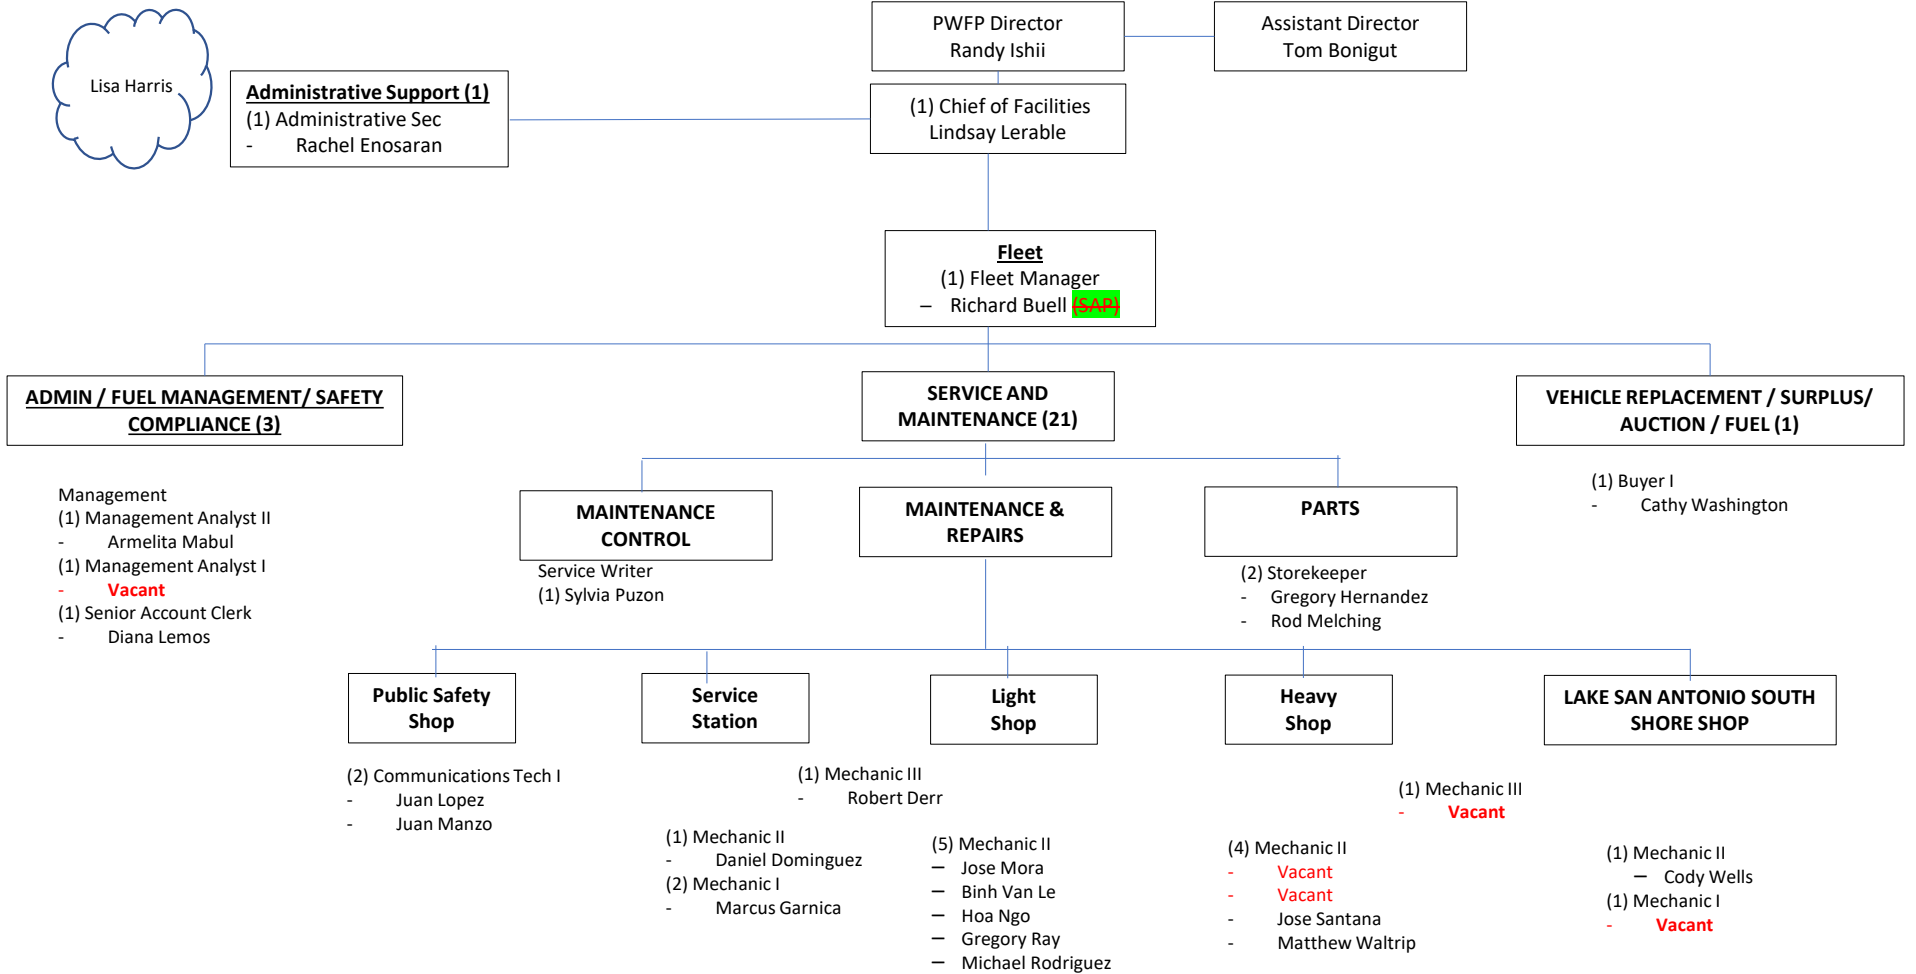 PWFP Director
Randy Ishii
Assistant Director
Tom Bonigut
Lisa Harris
Administrative Support (1)
(1) Administrative Sec
- Rachel Enosaran
(1) Chief of Facilities
Lindsay Lerable
Fleet
(1) Fleet Manager
– Richard Buell (SAP)
ADMIN / FUEL MANAGEMENT/ SAFETY
COMPLIANCE (3)
SERVICE AND
MAINTENANCE (21)
VEHICLE REPLACEMENT / SURPLUS/
AUCTION / FUEL (1)
Management
(1) Management Analyst II
- Armelita Mabul
(1) Management Analyst I
- Vacant
(1) Senior Account Clerk
- Diana Lemos
MAINTENANCE
CONTROL
Service Writer
(1) Sylvia Puzon
MAINTENANCE &
REPAIRS
PARTS
(2) Storekeeper
- Gregory Hernandez
- Rod Melching
(1) Buyer I
- Cathy Washington
Public Safety
Shop
Service
Station
Light
Shop
Heavy
Shop
LAKE SAN ANTONIO SOUTH
SHORE SHOP
(2) Communications Tech I
- Juan Lopez
- Juan Manzo
(1) Mechanic III
- Robert Derr
(1) Mechanic II
- Daniel Dominguez
(2) Mechanic I
- Marcus Garnica
(5) Mechanic II
– Jose Mora
– Binh Van Le
– Hoa Ngo
– Gregory Ray
– Michael Rodriguez
(1) Mechanic III
- Vacant
(4) Mechanic II
- Vacant
- Vacant
- Jose Santana
- Matthew Waltrip
(1) Mechanic II
– Cody Wells
(1) Mechanic I
- Vacant